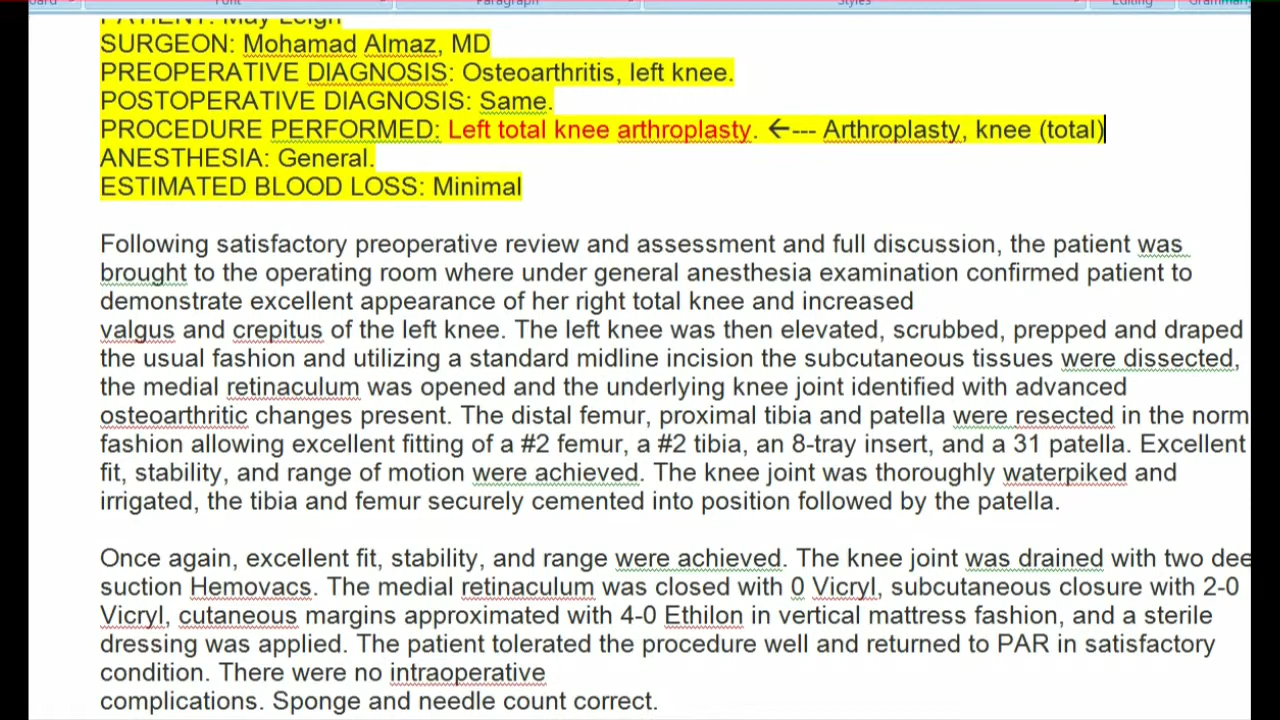 Font
Paragraph
Styles
Editing
PATIENT: May Leigh
SURGEON: Mohamad Almaz, MD
PREOPERATIVE DIAGNOSIS: Osteoarthritis, left knee.
POSTOPERATIVE DIAGNOSIS: Same.
PROCEDURE PERFORMED: Left total knee arthroplasty. ←--- Arthroplasty, knee (total)
ANESTHESIA: General.
ESTIMATED BLOOD LOSS: Minimal
Following satisfactory preoperative review and assessment and full discussion, the patient was
brought to the operating room where under general anesthesia examination confirmed patient to
demonstrate excellent appearance of her right total knee and increased
valgus and crepitus of the left knee. The left knee was then elevated, scrubbed, prepped and draped
the usual fashion and utilizing a standard midline incision the subcutaneous tissues were dissected,
the medial retinaculum was opened and the underlying knee joint identified with advanced
osteoarthritic changes present. The distal femur, proximal tibia and patella were resected in the norm
fashion allowing excellent fitting of a #2 femur, a #2 tibia, an 8-tray insert, and a 31 patella. Excellent
fit, stability, and range of motion were achieved. The knee joint was thoroughly waterpiked and
irrigated, the tibia and femur securely cemented into position followed by the patella.
Once again, excellent fit, stability, and range were achieved. The knee joint was drained with two dee
suction Hemovacs. The medial retinaculum was closed with 0 Vicryl, subcutaneous closure with 2-0
Vicryl, cutaneous margins approximated with 4-0 Ethilon in vertical mattress fashion, and a sterile
dressing was applied. The patient tolerated the procedure well and returned to PAR in satisfactory
condition. There were no intraoperative
complications. Sponge and needle count correct.